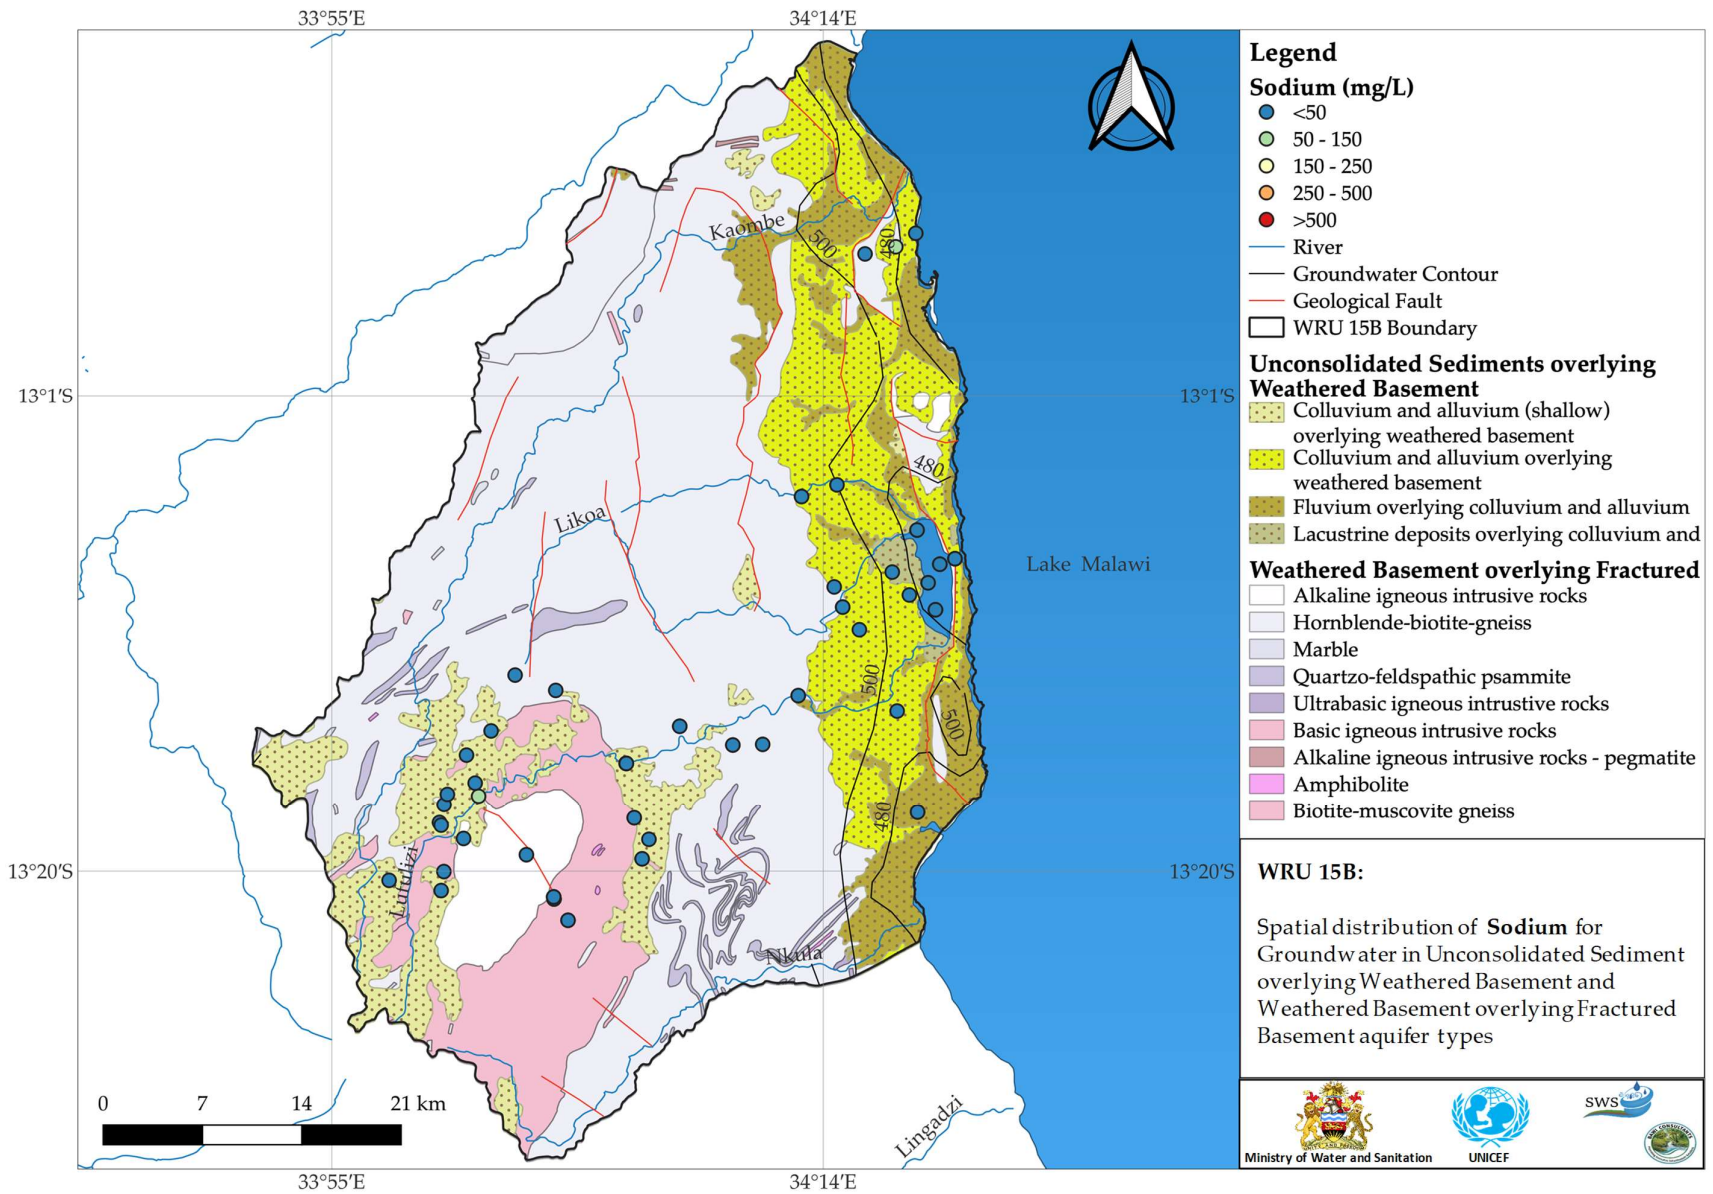 33°55′E
34°14′E
Kaombe
500
480
13°1′S
13°1′S
480
Likoa
Lake Malawi
500
500
480
13°20′S
13°20′S
Lufulizi
Nkula
0 7 14 21 km
Lingadzi
33°55′E
34°14′E
Legend
Sodium (mg/L)
<50
50 - 150
150 - 250
250 - 500
>500
River
Groundwater Contour
Geological Fault
WRU 15B Boundary
Unconsolidated Sediments overlying
Weathered Basement
Colluvium and alluvium (shallow)
overlying weathered basement
Colluvium and alluvium overlying
weathered basement
Fluvium overlying colluvium and alluvium
Lacustrine deposits overlying colluvium and
Weathered Basement overlying Fractured
Alkaline igneous intrusive rocks
Hornblende-biotite-gneiss
Marble
Quartzo-feldspathic psammite
Ultrabasic igneous intrustive rocks
Basic igneous intrusive rocks
Alkaline igneous intrusive rocks - pegmatite
Amphibolite
Biotite-muscovite gneiss
WRU 15B:
Spatial distribution of Sodium for
Groundwater in Unconsolidated Sediment
overlying Weathered Basement and
Weathered Basement overlying Fractured
Basement aquifer types
SWS
Ministry of Water and Sanitation
UNICEF